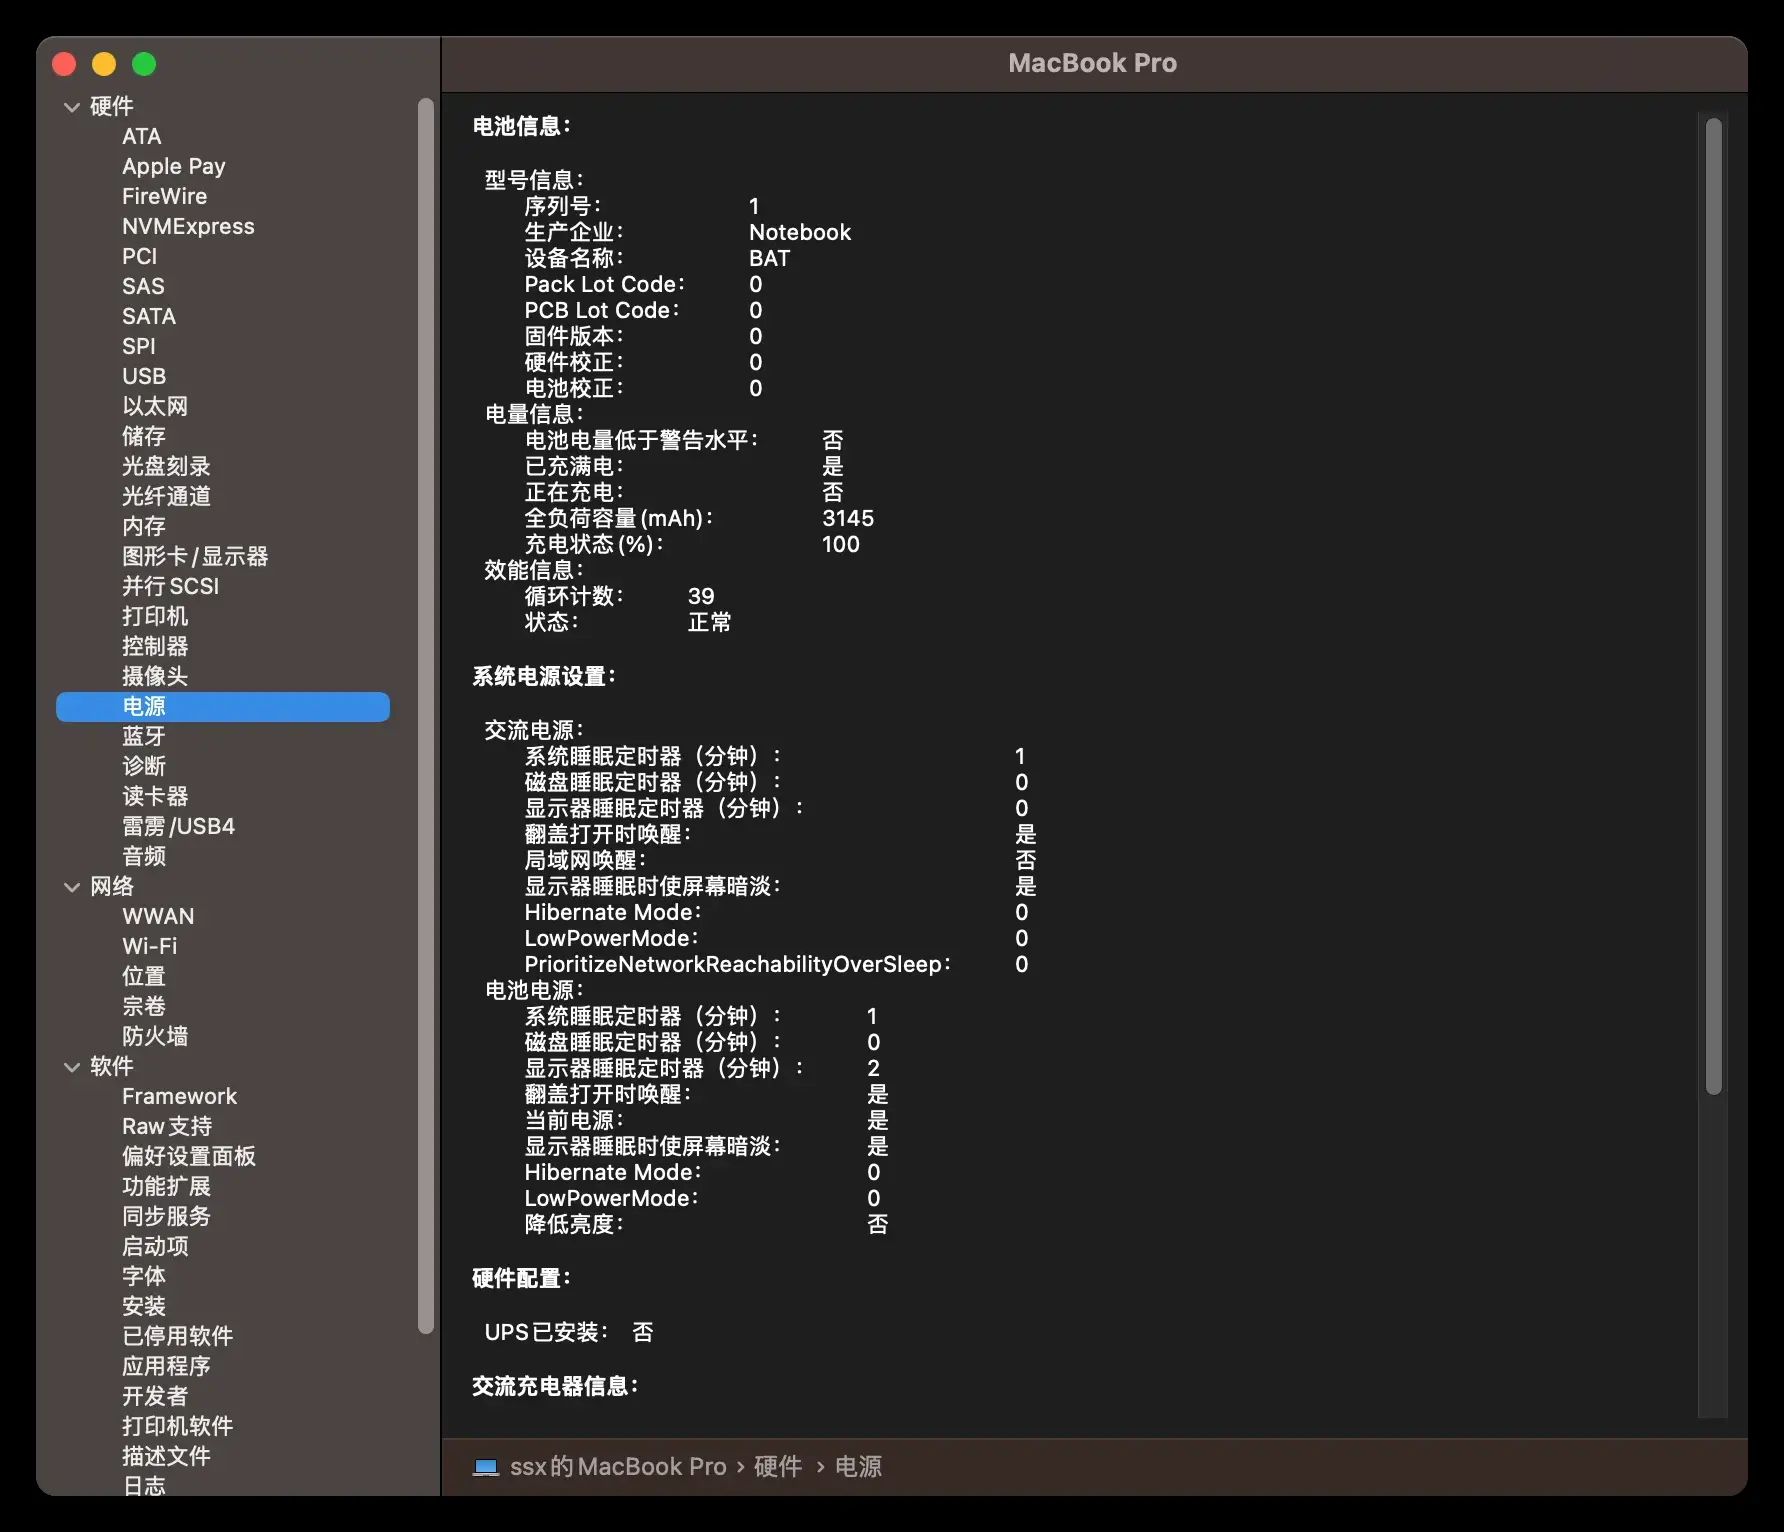 MacBook Pro
硬件
ATA
Apple Pay
FireWire
NVMExpress
PCI
SAS
SATA
SPI
USB
以太网
储存
光盘刻录
光纤通道
内存
图形卡/显示器
并行SCSI
打印机
控制器
摄像头
电源
蓝牙
诊断
读卡器
雷雳/USB4
音频
网络
WWAN
Wi-Fi
位置
宗卷
防火墙
软件
Framework
Raw支持
偏好设置面板
功能扩展
同步服务
启动项
字体
安装
已停用软件
应用程序
开发者
打印机软件
描述文件
日志
电池信息：
型号信息：
序列号： 1
生产企业： Notebook
设备名称： BAT
Pack Lot Code： 0
PCB Lot Code： 0
固件版本： 0
硬件校正： 0
电池校正： 0
电量信息：
电池电量低于警告水平： 否
已充满电： 是
正在充电： 否
全负荷容量(mAh)： 3145
充电状态(%)： 100
效能信息：
循环计数： 39
状态： 正常
系统电源设置：
交流电源：
系统睡眠定时器（分钟）： 1
磁盘睡眠定时器（分钟）： 0
显示器睡眠定时器（分钟）： 0
翻盖打开时唤醒： 是
局域网唤醒： 否
显示器睡眠时使屏幕暗淡： 是
Hibernate Mode： 0
LowPowerMode： 0
PrioritizeNetworkReachabilityOverSleep： 0
电池电源：
系统睡眠定时器（分钟）： 1
磁盘睡眠定时器（分钟）： 0
显示器睡眠定时器（分钟）： 2
翻盖打开时唤醒： 是
当前电源： 是
显示器睡眠时使屏幕暗淡： 是
Hibernate Mode： 0
LowPowerMode： 0
降低亮度： 否
硬件配置：
UPS已安装： 否
交流充电器信息：
ssx的MacBook Pro › 硬件 › 电源